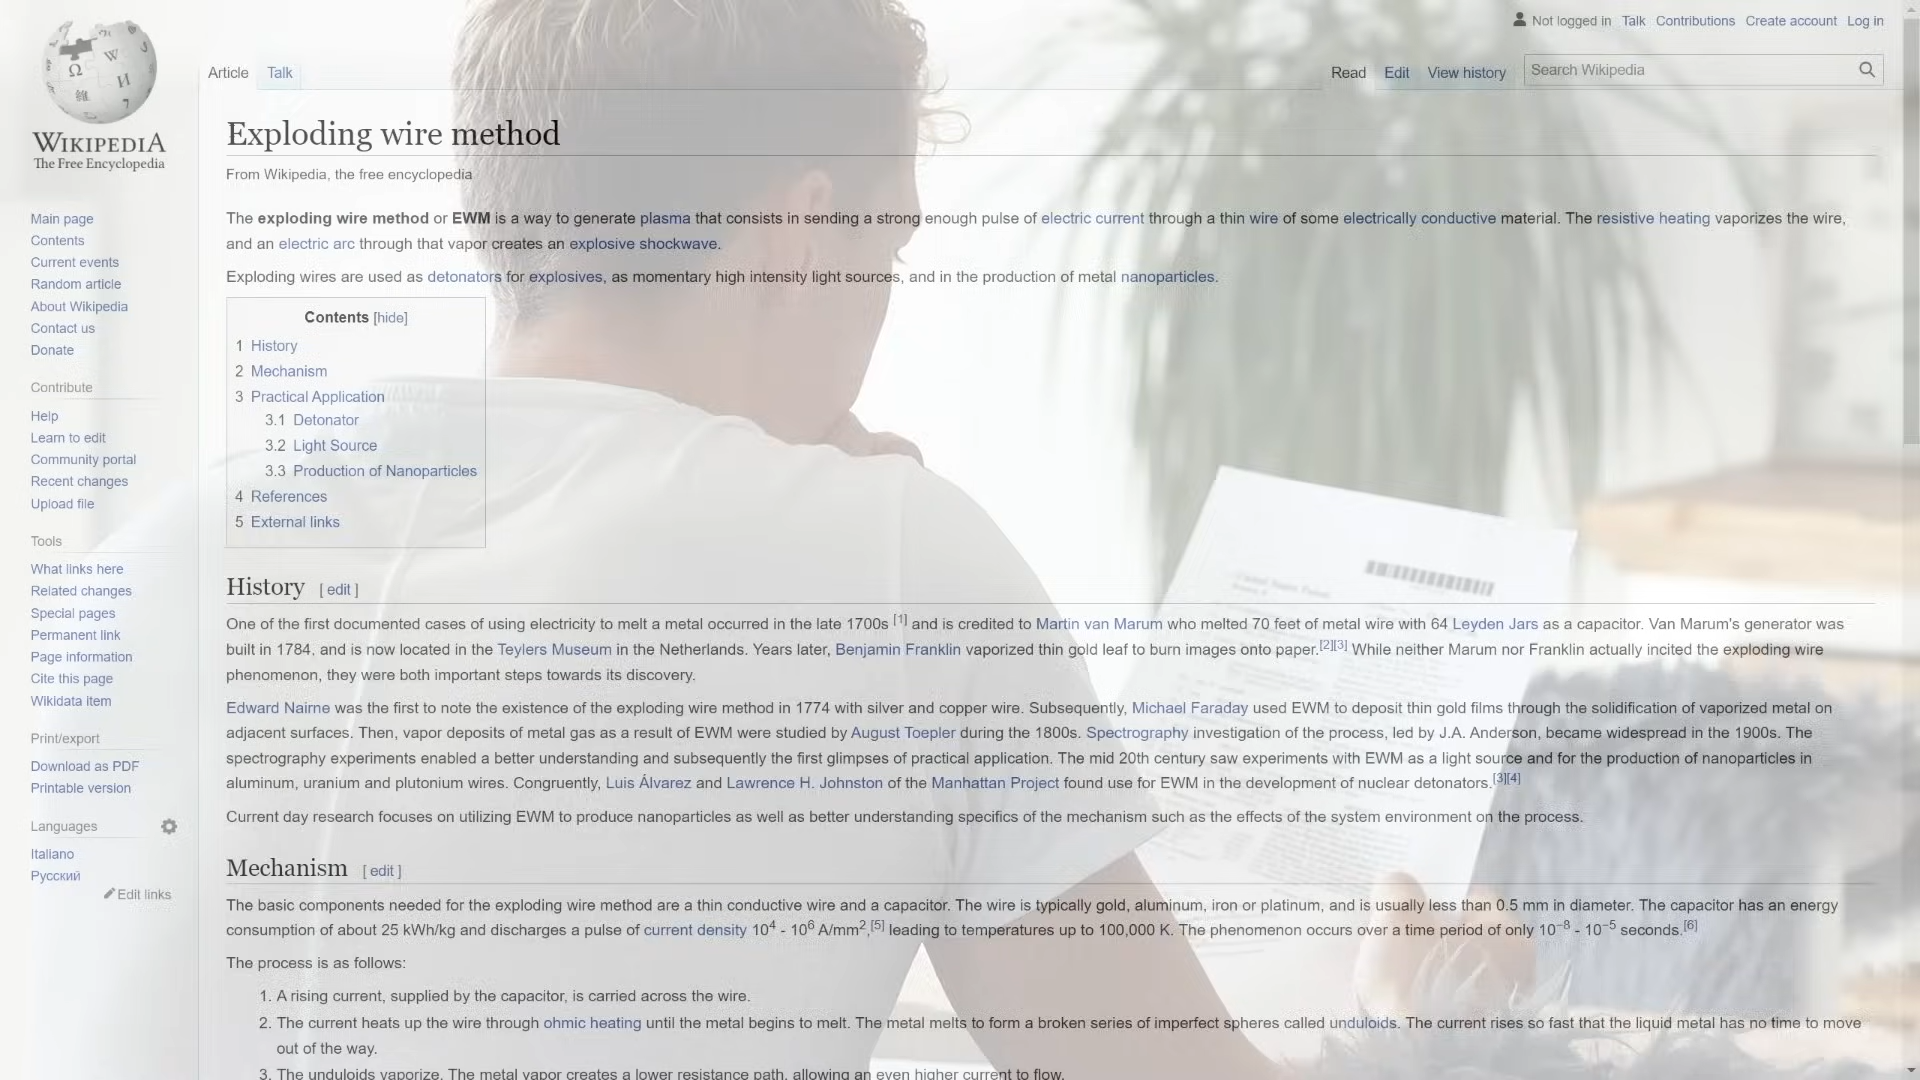 Not logged in Talk Contributions Create account Log in
Article Talk
Read Edit View history Search Wikipedia
WIKIPEDIA
The Free Encyclopedia
Main page
Contents
Current events
Random article
About Wikipedia
Contact us
Donate
Contribute
Help
Learn to edit
Community portal
Recent changes
Upload file
Tools
What links here
Related changes
Special pages
Permanent link
Page information
Cite this page
Wikidata item
Print/export
Download as PDF
Printable version
Languages
Italiano
Русский
Edit links
Exploding wire method
From Wikipedia, the free encyclopedia
The exploding wire method or EWM is a way to generate plasma that consists in sending a strong enough pulse of electric current through a thin wire of some electrically conductive material. The resistive heating vaporizes the wire,
and an electric arc through that vapor creates an explosive shockwave.
Exploding wires are used as detonators for explosives, as momentary high intensity light sources, and in the production of metal nanoparticles.
Contents [hide]
1 History
2 Mechanism
3 Practical Application
3.1 Detonator
3.2 Light Source
3.3 Production of Nanoparticles
4 References
5 External links
History [ edit ]
One of the first documented cases of using electricity to melt a metal occurred in the late 1700s [1] and is credited to Martin van Marum who melted 70 feet of metal wire with 64 Leyden Jars as a capacitor. Van Marum's generator was
built in 1784, and is now located in the Teylers Museum in the Netherlands. Years later, Benjamin Franklin vaporized thin gold leaf to burn images onto paper.[2][3] While neither Marum nor Franklin actually incited the exploding wire
phenomenon, they were both important steps towards its discovery.
Edward Nairne was the first to note the existence of the exploding wire method in 1774 with silver and copper wire. Subsequently, Michael Faraday used EWM to deposit thin gold films through the solidification of vaporized metal on
adjacent surfaces. Then, vapor deposits of metal gas as a result of EWM were studied by August Toepler during the 1800s. Spectrography investigation of the process, led by J.A. Anderson, became widespread in the 1900s. The
spectrography experiments enabled a better understanding and subsequently the first glimpses of practical application. The mid 20th century saw experiments with EWM as a light source and for the production of nanoparticles in
aluminum, uranium and plutonium wires. Congruently, Luis Álvarez and Lawrence H. Johnston of the Manhattan Project found use for EWM in the development of nuclear detonators.[3][4]
Current day research focuses on utilizing EWM to produce nanoparticles as well as better understanding specifics of the mechanism such as the effects of the system environment on the process.
Mechanism [ edit ]
The basic components needed for the exploding wire method are a thin conductive wire and a capacitor. The wire is typically gold, aluminum, iron or platinum, and is usually less than 0.5 mm in diameter. The capacitor has an energy
consumption of about 25 kWh/kg and discharges a pulse of current density 10⁴ - 10⁶ A/mm²,[5] leading to temperatures up to 100,000 K. The phenomenon occurs over a time period of only 10⁻⁸ - 10⁻⁵ seconds.[6]
The process is as follows:
1. A rising current, supplied by the capacitor, is carried across the wire.
2. The current heats up the wire through ohmic heating until the metal begins to melt. The metal melts to form a broken series of imperfect spheres called unduloids. The current rises so fast that the liquid metal has no time to move
out of the way.
3. The unduloids vaporize. The metal vapor creates a lower resistance path, allowing an even higher current to flow.
United States Patent